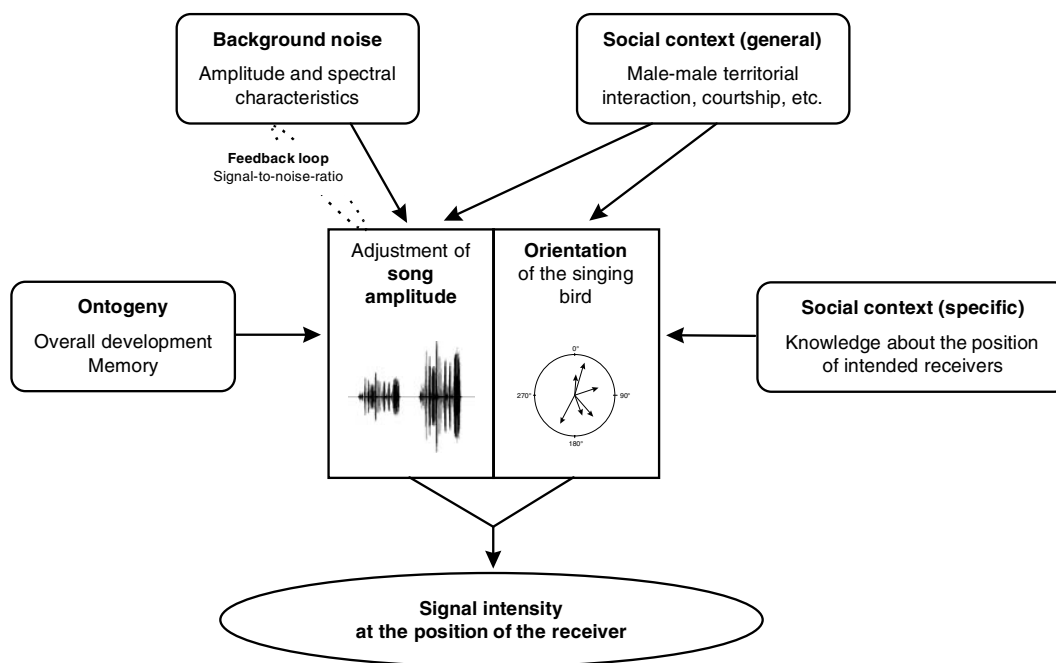 Background noise
Amplitude and spectral
characteristics
Social context (general)
Male-male territorial
interaction, courtship, etc.
Feedback loop
Signal-to-noise-ratio
Adjustment of
song
amplitude
Orientation
of the singing
bird
Ontogeny
Overall development
Memory
Social context (specific)
Knowledge about the position
of intended receivers
0°
270°
90°
180°
Signal intensity
at the position of the receiver